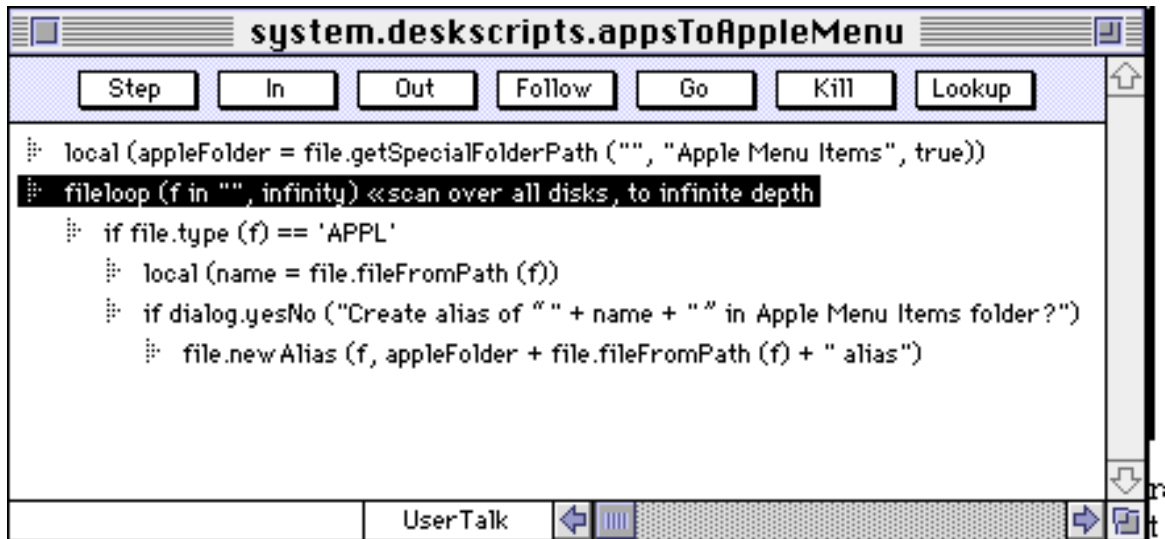 system.deskscripts.appsToAppleMenu
Step In Out Follow Go Kill Lookup
local (appleFolder = file.getSpecialFolderPath ("", "Apple Menu Items", true))
fileloop (f in "", infinity) «scan over all disks, to infinite depth
if file.type (f) == 'APPL'
local (name = file.fileFromPath (f))
if dialog.yesNo ("Create alias of “" + name + "” in Apple Menu Items folder?")
file.newAlias (f, appleFolder + file.fileFromPath (f) + " alias")
UserTalk